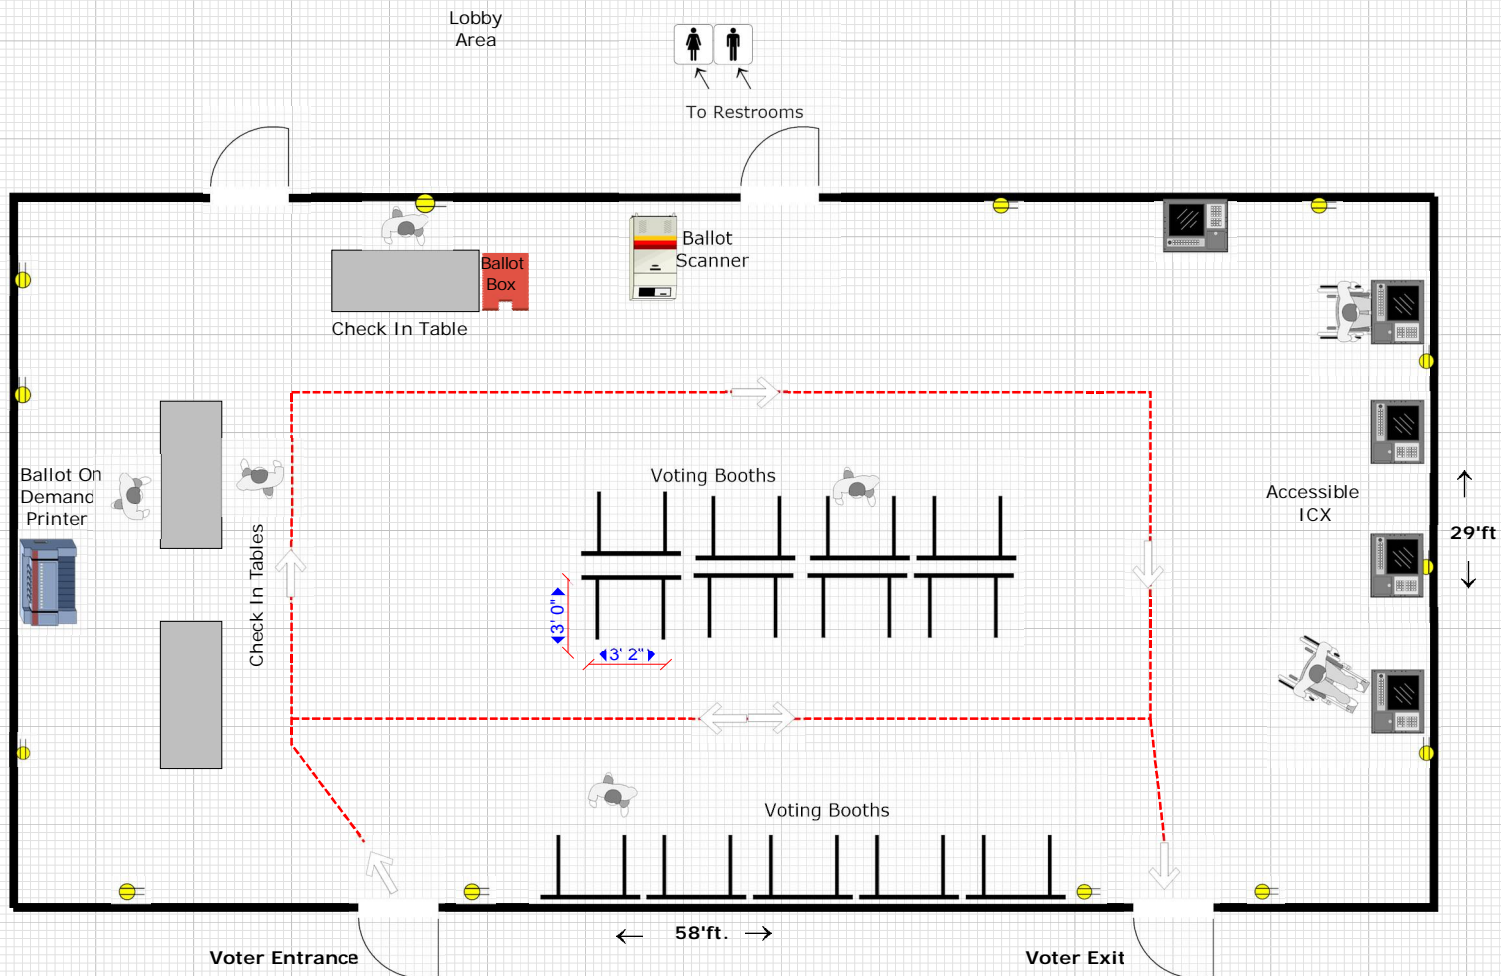 Lobby
Area
To Restrooms
Ballot
Scanner
Ballot
Box
Check In Table
Ballot On
Demand
Printer
Check In Tables
Voting Booths
Accessible
ICX
29'ft
3' 0"
3' 2"
Voting Booths
58'ft.
Voter Entrance
Voter Exit